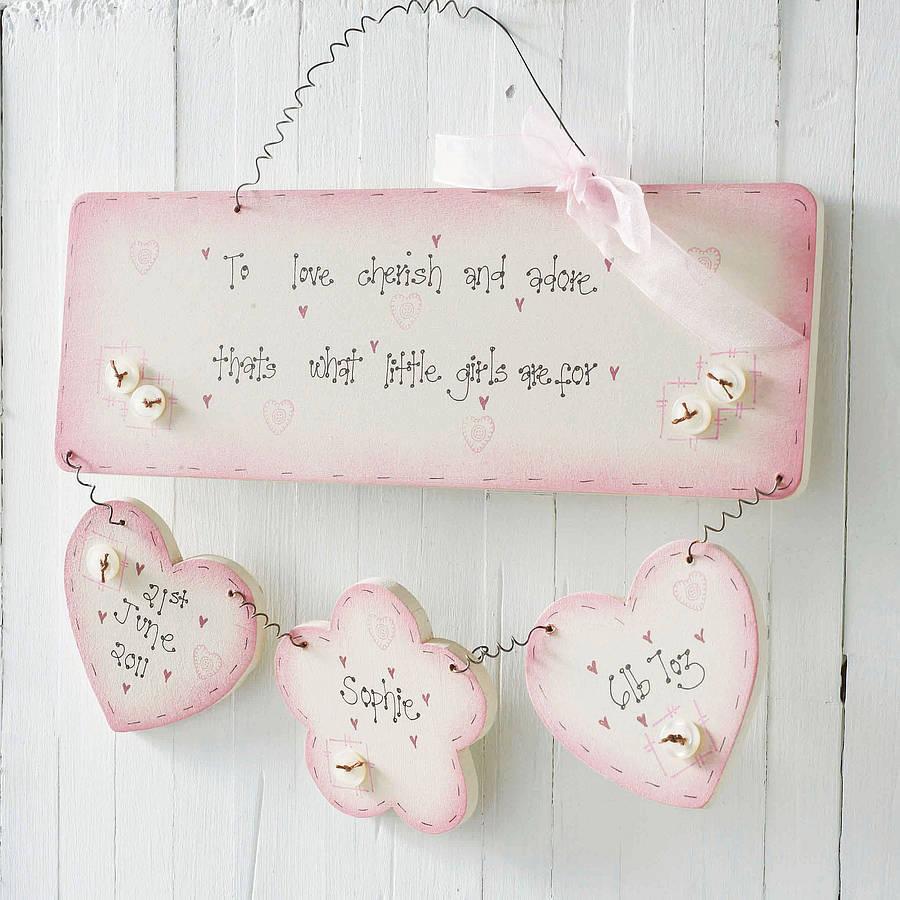 To love cherish and adore
thats what little girls are for
21st
June
2011
Sophie
6lb 7oz